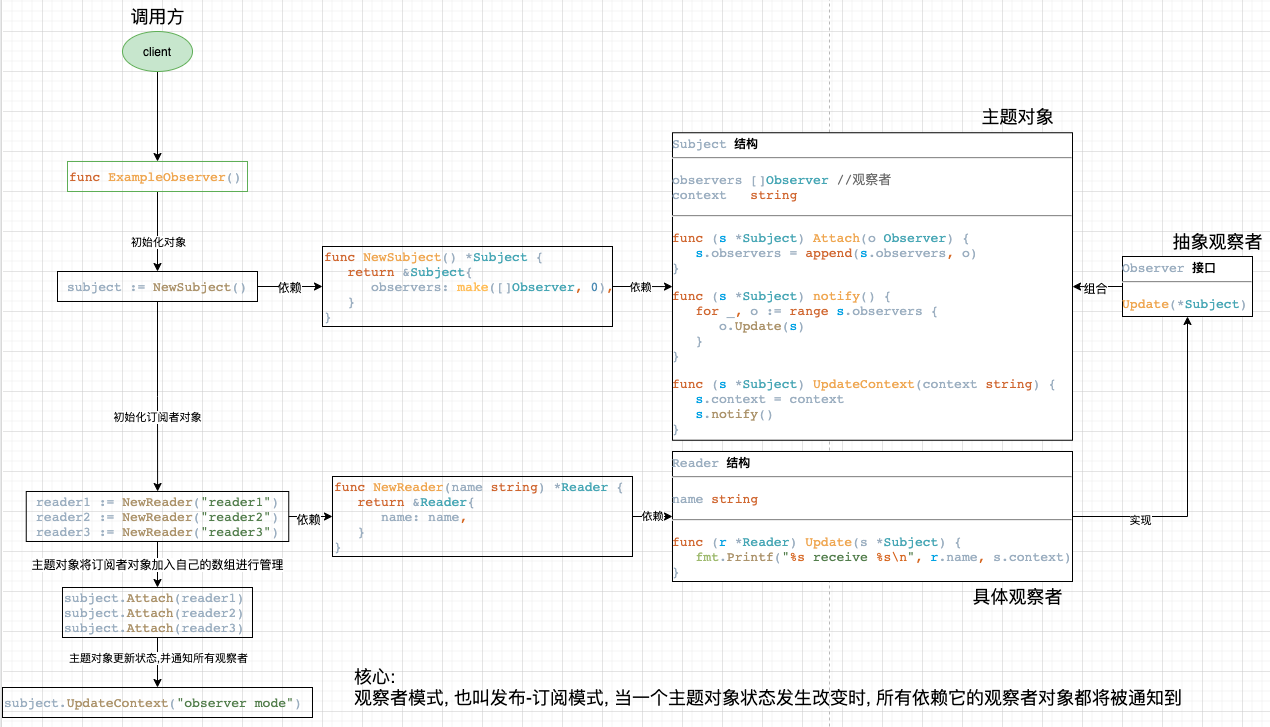 调用方
client
func ExampleObserver()
初始化对象
subject := NewSubject()
依赖
func NewSubject() *Subject {
return &Subject{
observers: make([]Observer, 0),
}
}
依赖
主题对象
Subject 结构
observers []Observer //观察者
context string
func (s *Subject) Attach(o Observer) {
s.observers = append(s.observers, o)
}
func (s *Subject) notify() {
for _, o := range s.observers {
o.Update(s)
}
}
func (s *Subject) UpdateContext(context string) {
s.context = context
s.notify()
}
组合
抽象观察者
Observer 接口
Update(*Subject)
初始化订阅者对象
reader1 := NewReader("reader1")
reader2 := NewReader("reader2")
reader3 := NewReader("reader3")
依赖
func NewReader(name string) *Reader {
return &Reader{
name: name,
}
}
依赖
Reader 结构
name string
func (r *Reader) Update(s *Subject) {
fmt.Printf("%s receive %s\n", r.name, s.context)
}
实现
具体观察者
主题对象将订阅者对象加入自己的数组进行管理
subject.Attach(reader1)
subject.Attach(reader2)
subject.Attach(reader3)
主题对象更新状态,并通知所有观察者
subject.UpdateContext("observer mode")
核心:
观察者模式, 也叫发布-订阅模式, 当一个主题对象状态发生改变时, 所有依赖它的观察者对象都将被通知到